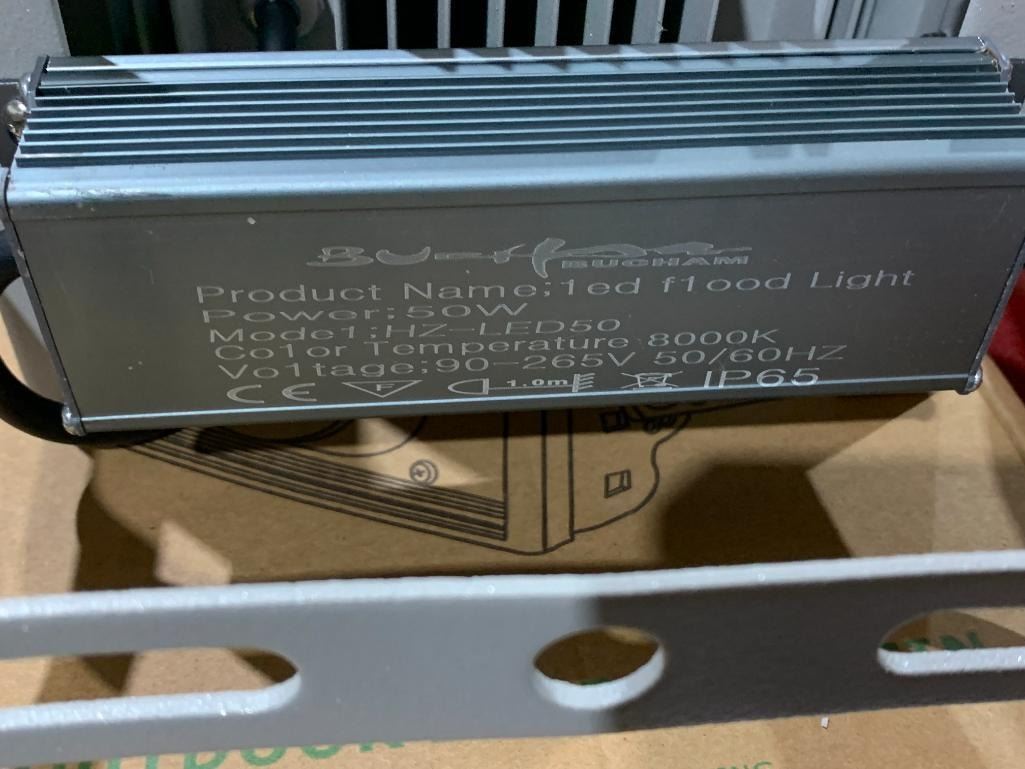 BUCHAM
Product Name;1ed f1ood Light
Power;50W
Mode1;HZ-LED50
Co1or Temperature 8000K
Vo1tage;90-265V 50/60HZ
CE F 1.0m IP65